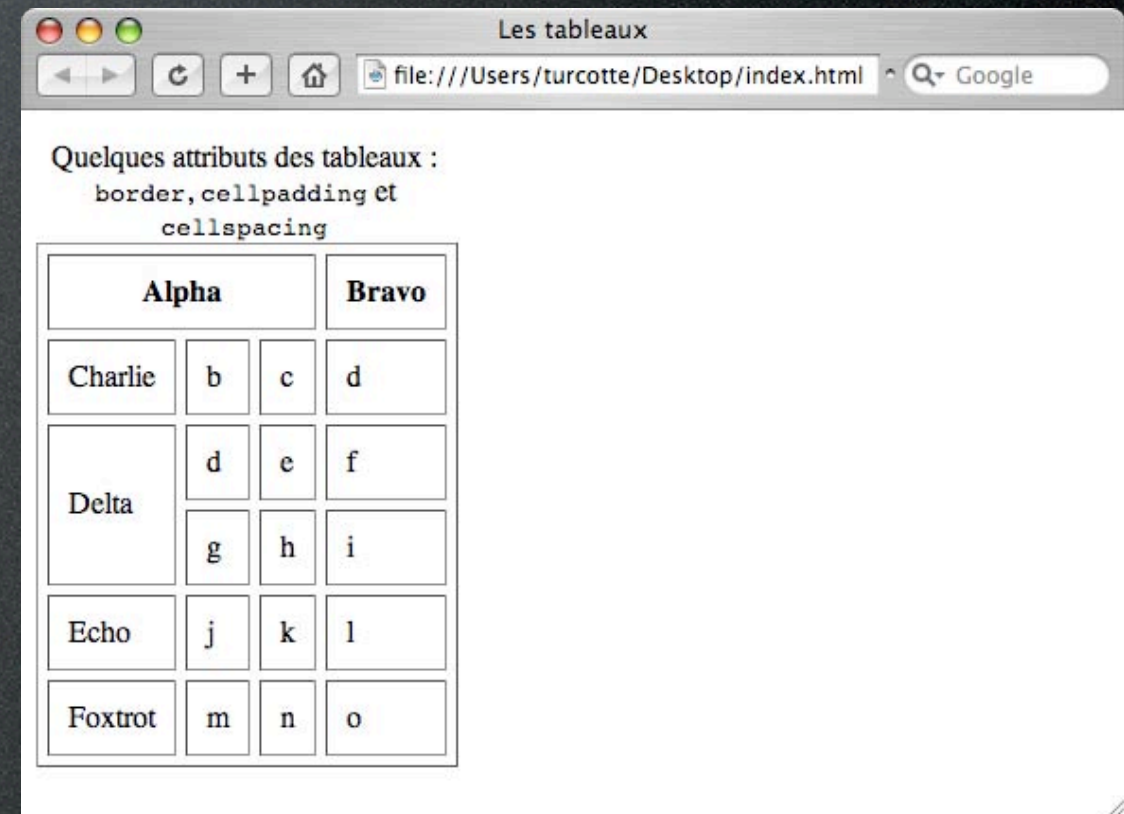 Les tableaux
file:///Users/turcotte/Desktop/index.html
Google
Quelques attributs des tableaux :
border, cellpadding et
cellspacing
Alpha Bravo
Charlie b c d
Delta d e f
g h i
Echo j k l
Foxtrot m n o